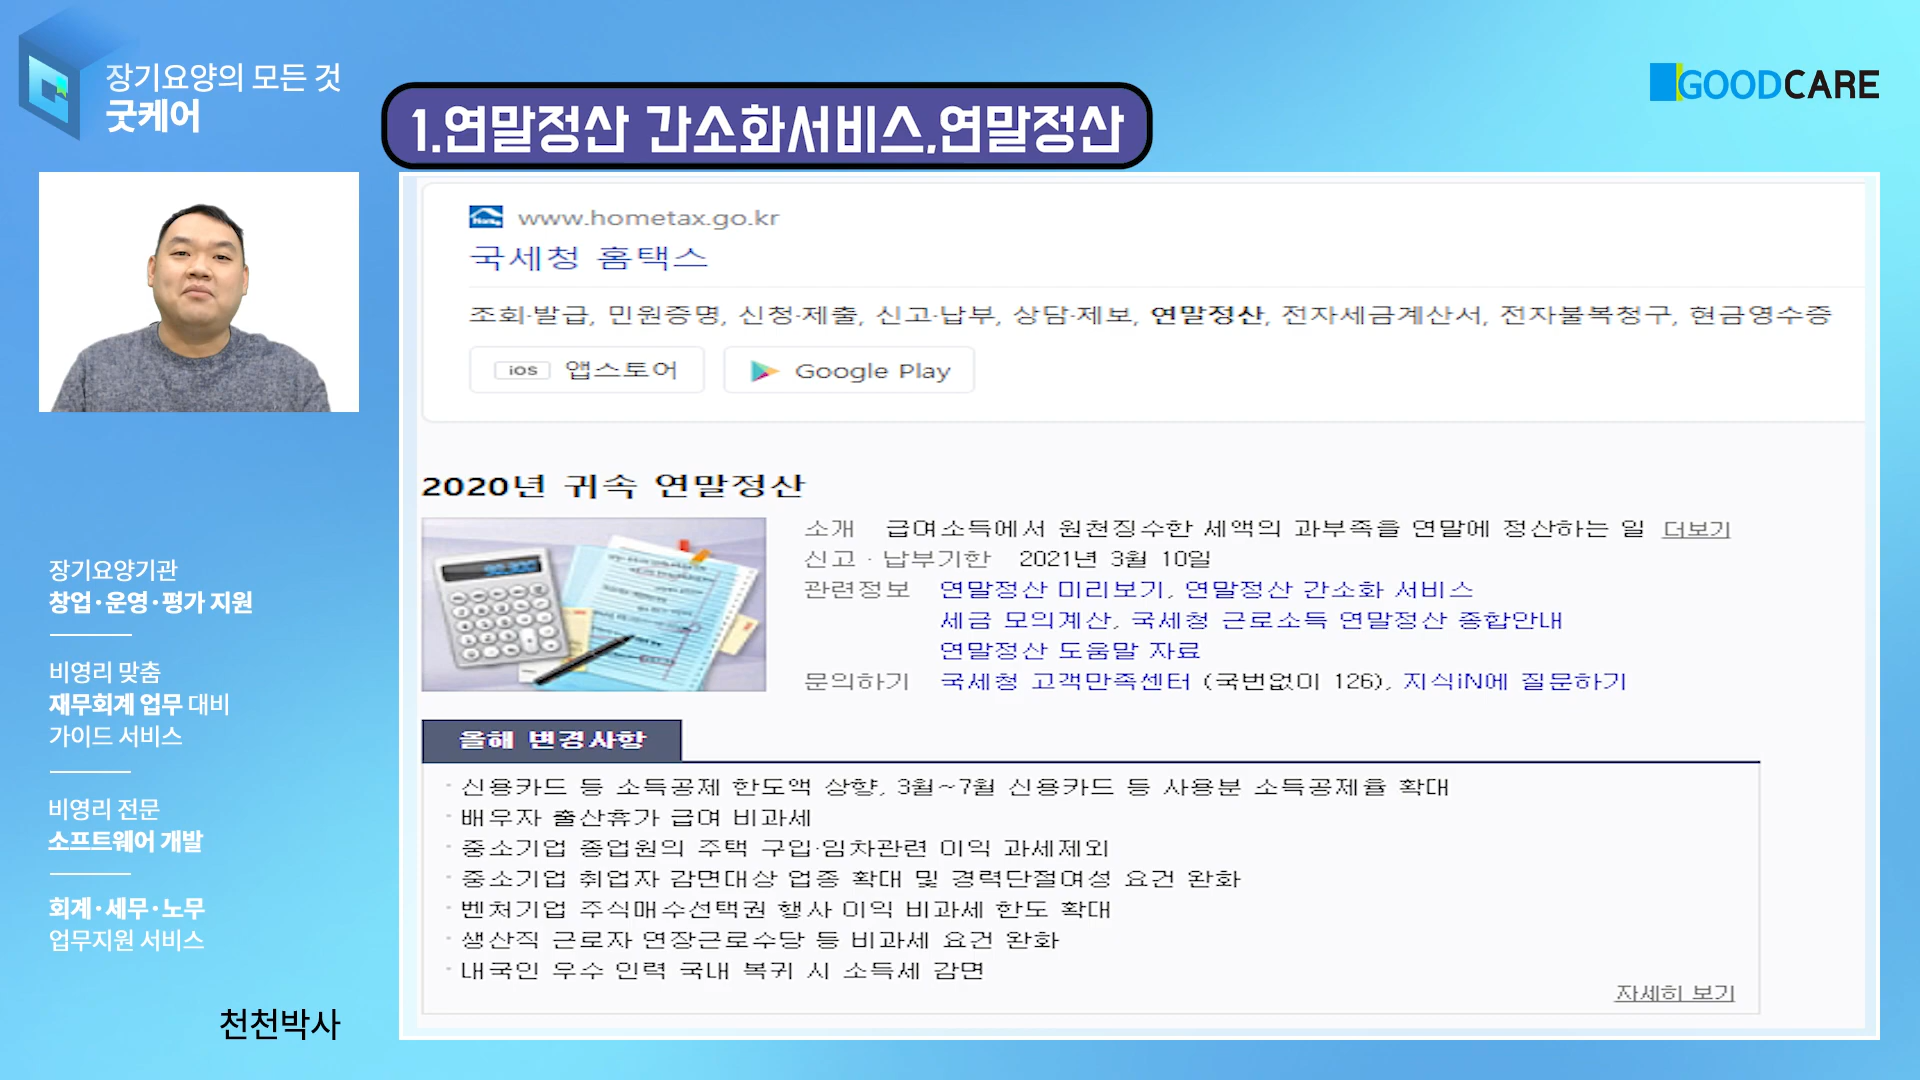 장기요양의 모든 것
굿케어
GOODCARE
1.연말정산 간소화서비스,연말정산
www.hometax.go.kr
국세청 홈택스
조회·발급, 민원증명, 신청·제출, 신고·납부, 상담·제보, 연말정산, 전자세금계산서, 전자불복청구, 현금영수증
iOS 앱스토어
Google Play
2020년 귀속 연말정산
소개 급여소득에서 원천징수한 세액의 과부족을 연말에 정산하는 일 더보기
신고 · 납부기한 2021년 3월 10일
관련정보 연말정산 미리보기, 연말정산 간소화 서비스
세금 모의계산, 국세청 근로소득 연말정산 종합안내
연말정산 도움말 자료
문의하기 국세청 고객만족센터 (국번없이 126), 지식iN에 질문하기
올해 변경사항
· 신용카드 등 소득공제 한도액 상향, 3월~7월 신용카드 등 사용분 소득공제율 확대
· 배우자 출산휴가 급여 비과세
· 중소기업 종업원의 주택 구입·임차관련 이익 과세제외
· 중소기업 취업자 감면대상 업종 확대 및 경력단절여성 요건 완화
· 벤처기업 주식매수선택권 행사 이익 비과세 한도 확대
· 생산직 근로자 연장근로수당 등 비과세 요건 완화
· 내국인 우수 인력 국내 복귀 시 소득세 감면
자세히 보기
장기요양기관
창업·운영·평가 지원
비영리 맞춤
재무회계 업무 대비
가이드 서비스
비영리 전문
소프트웨어 개발
회계·세무·노무
업무지원 서비스
천천박사